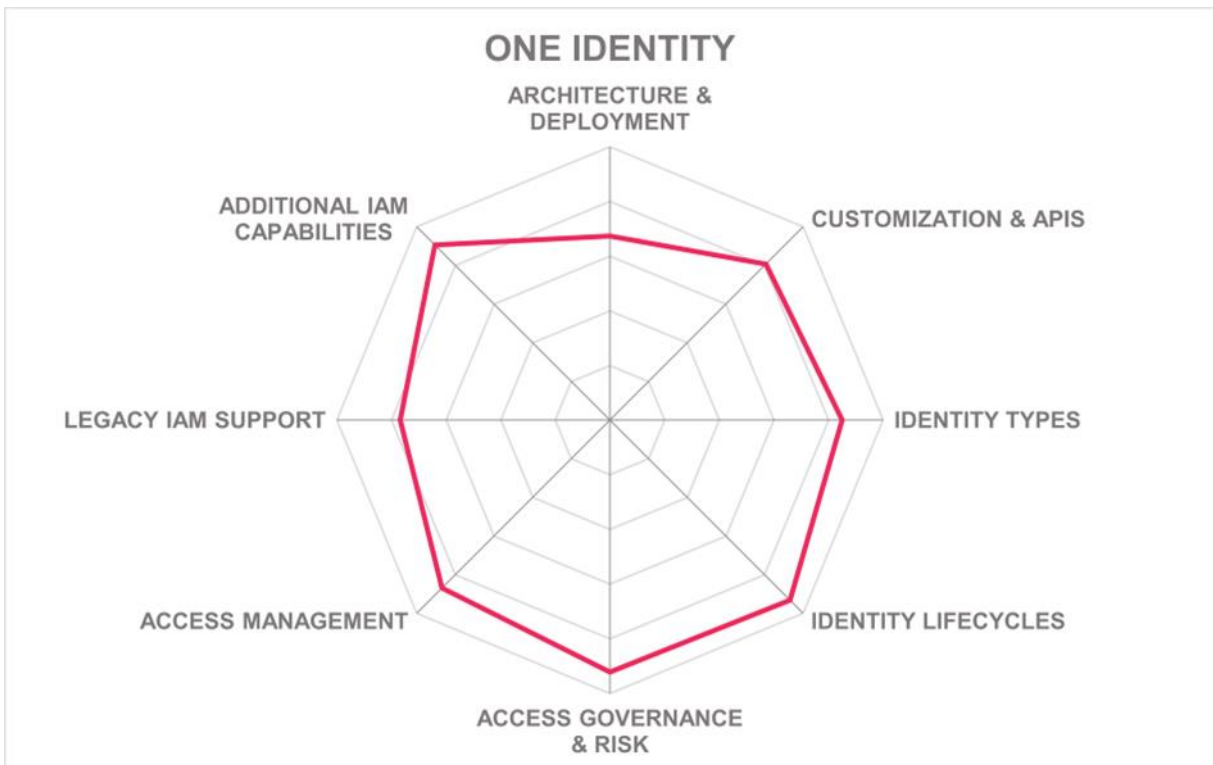 ONE IDENTITY
ARCHITECTURE &
DEPLOYMENT
ADDITIONAL IAM
CAPABILITIES
CUSTOMIZATION & APIS
LEGACY IAM SUPPORT
IDENTITY TYPES
ACCESS MANAGEMENT
IDENTITY LIFECYCLES
ACCESS GOVERNANCE
& RISK